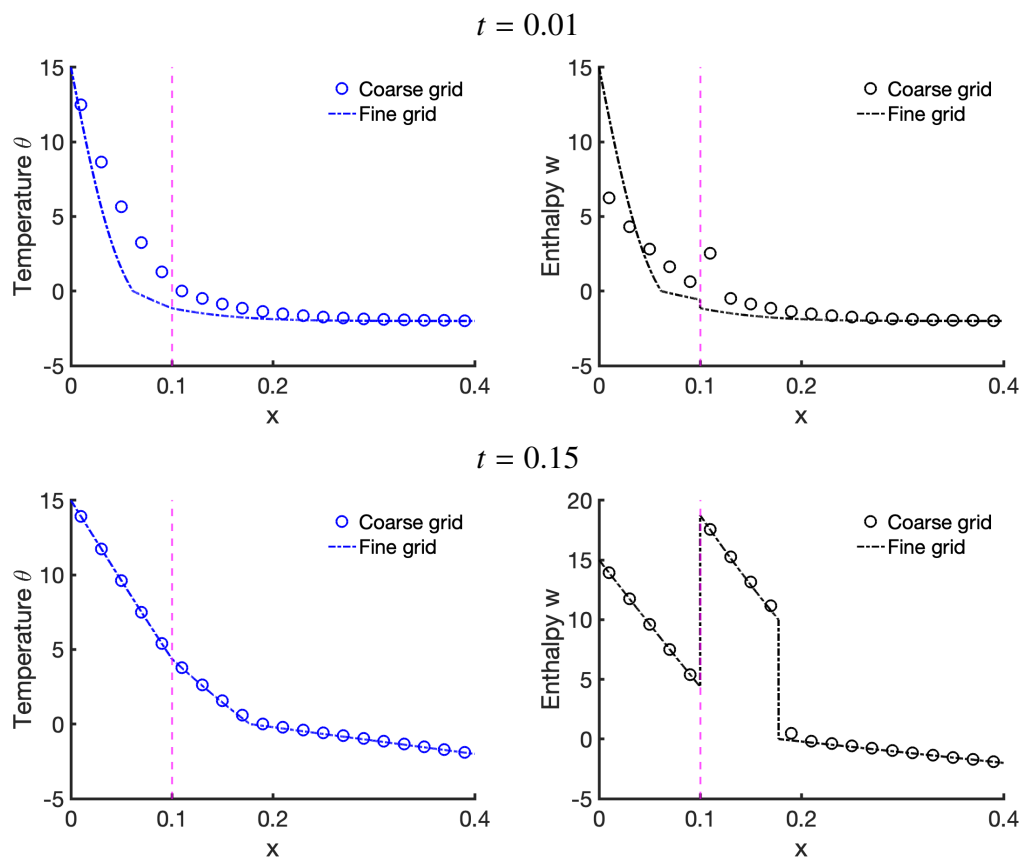 t = 0.01
15
10
5
0
-5
Temperature θ
Coarse grid
Fine grid
0
0.1
0.2
0.4
x
15
10
5
0
-5
Enthalpy w
Coarse grid
Fine grid
0
0.1
0.2
0.4
x
t = 0.15
15
10
5
0
-5
Temperature θ
Coarse grid
Fine grid
0
0.1
0.2
0.4
x
20
15
10
5
0
-5
Enthalpy w
Coarse grid
Fine grid
0
0.1
0.2
0.4
x